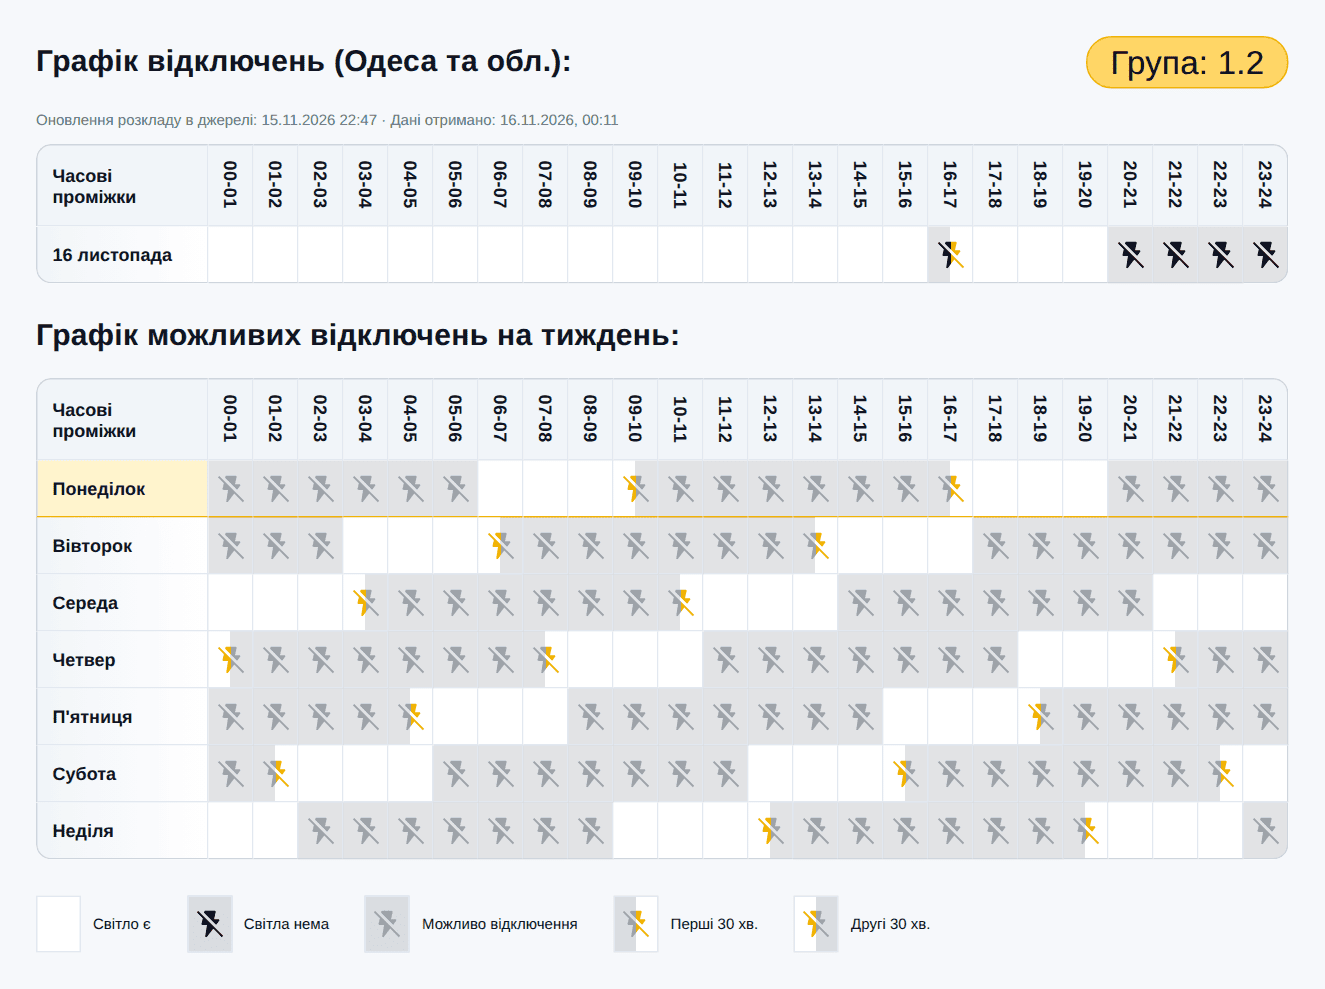 Графік відключень (Одеса та обл.):
Група: 1.2
Оновлення розкладу в джерелі: 15.11.2026 22:47 · Дані отримано: 16.11.2026, 00:11
Часові
проміжки
00-01
01-02
02-03
03-04
04-05
05-06
06-07
07-08
08-09
09-10
10-11
11-12
12-13
13-14
14-15
15-16
16-17
17-18
18-19
19-20
20-21
21-22
22-23
23-24
16 листопада
Графік можливих відключень на тиждень:
Часові
проміжки
00-01
01-02
02-03
03-04
04-05
05-06
06-07
07-08
08-09
09-10
10-11
11-12
12-13
13-14
14-15
15-16
16-17
17-18
18-19
19-20
20-21
21-22
22-23
23-24
Понеділок
Вівторок
Середа
Четвер
П'ятниця
Субота
Неділя
Світло є
Світла нема
Можливо відключення
Перші 30 хв.
Другі 30 хв.